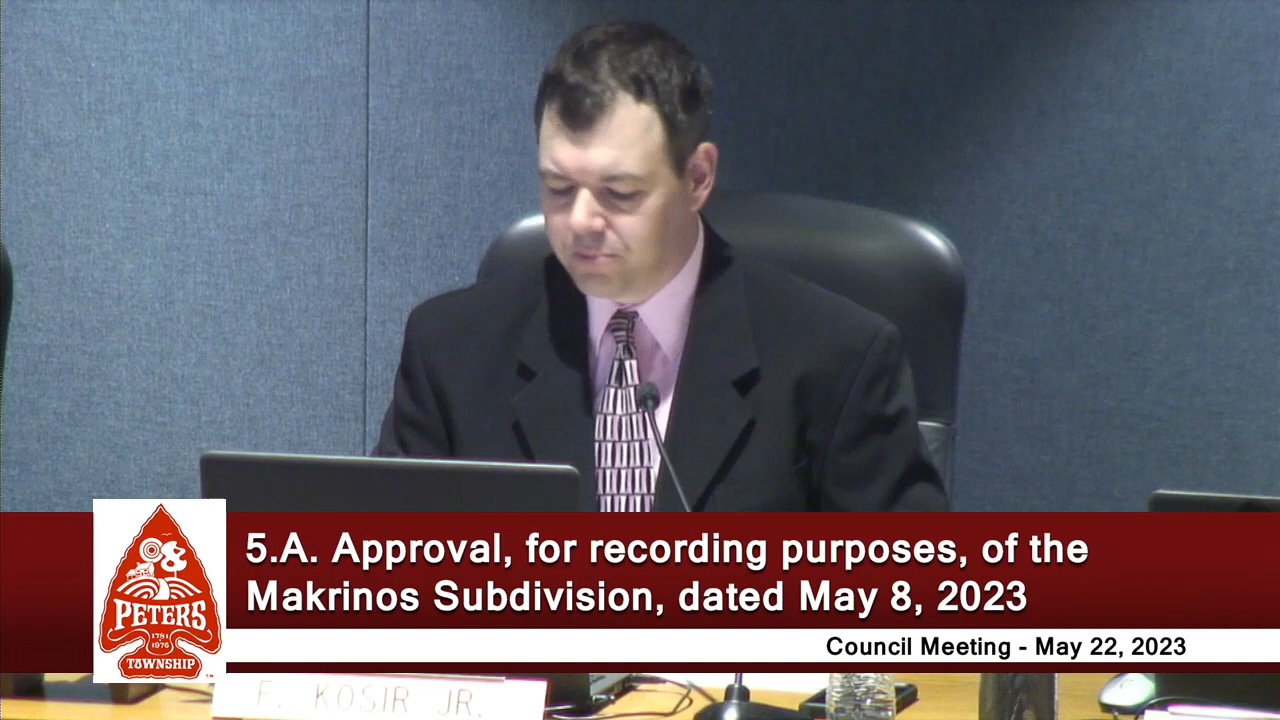 5.A. Approval, for recording purposes, of the
Makrinos Subdivision, dated May 8, 2023
PETERS
1781
1976
TOWNSHIP
Council Meeting - May 22, 2023
F. KOSIR JR.